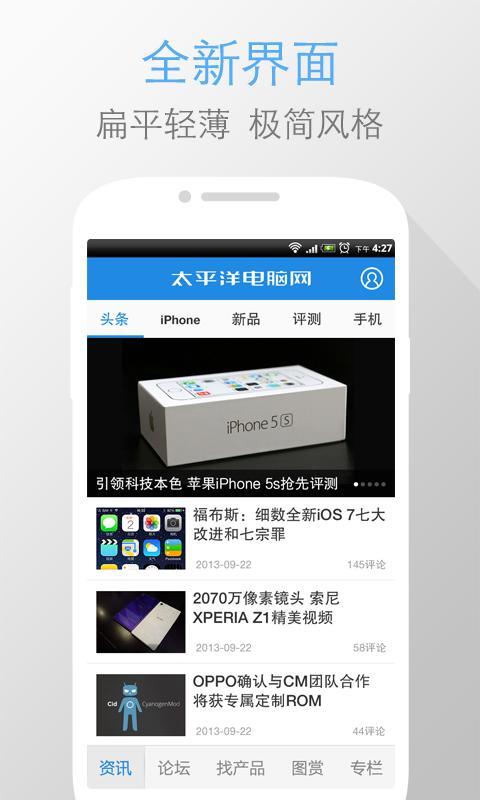 全新界面
扁平轻薄 极简风格
下午 4:27
太平洋电脑网
头条 iPhone 新品 评测 手机
iPhone 5s
引领科技本色 苹果iPhone 5s抢先评测
福布斯：细数全新iOS 7七大
改进和七宗罪
2013-09-22 145评论
2070万像素镜头 索尼
XPERIA Z1精美视频
2013-09-22 58评论
Cid CyanogenMod
OPPO确认与CM团队合作
将获专属定制ROM
2013-09-22 44评论
资讯 论坛 找产品 图赏 专栏